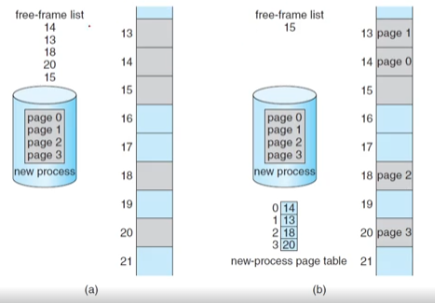 free-frame list
14
13
18
20
15
page 0
page 1
page 2
page 3
new process
13
14
15
16
17
18
19
20
21
(a)
free-frame list
15
page 0
page 1
page 2
page 3
new process
0 14
1 13
2 18
3 20
new-process page table
13 page 1
14 page 0
15
16
17
18 page 2
19
20 page 3
21
(b)